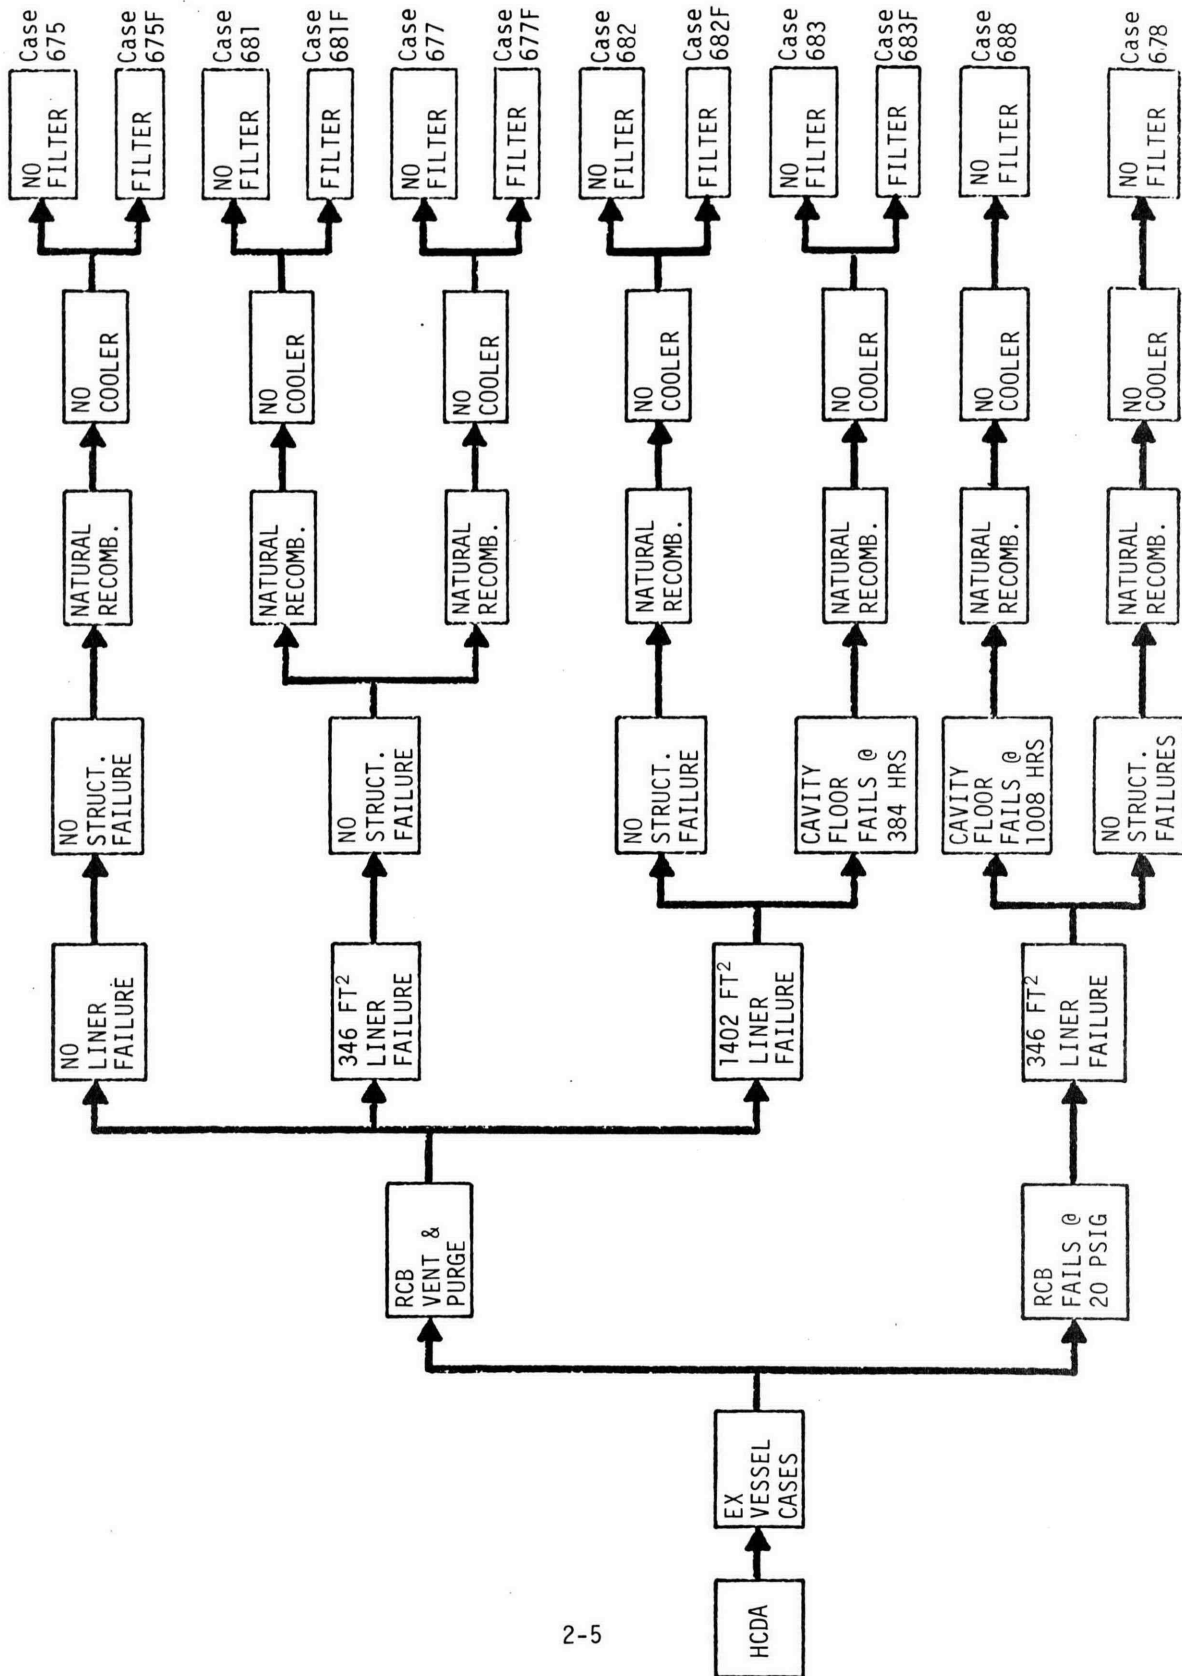 HCDA
EX
VESSEL
CASES
RCB
VENT &
PURGE
RCB
FAILS @
20 PSIG
NO
LINER
FAILURE
346 FT²
LINER
FAILURE
1402 FT²
LINER
FAILURE
346 FT²
LINER
FAILURE
NO
STRUCT.
FAILURE
NO
STRUCT.
FAILURE
NO
STRUCT.
FAILURE
CAVITY
FLOOR
FAILS @
384 HRS
CAVITY
FLOOR
FAILS @
1008 HRS
NO
STRUCT.
FAILURES
NATURAL
RECOMB.
NATURAL
RECOMB.
NATURAL
RECOMB.
NATURAL
RECOMB.
NATURAL
RECOMB.
NATURAL
RECOMB.
NATURAL
RECOMB.
NO
COOLER
NO
COOLER
NO
COOLER
NO
COOLER
NO
COOLER
NO
COOLER
NO
COOLER
NO
FILTER
Case
675
FILTER
Case
675F
NO
FILTER
Case
681
FILTER
Case
681F
NO
FILTER
Case
677
FILTER
Case
677F
NO
FILTER
Case
682
FILTER
Case
682F
NO
FILTER
Case
683
FILTER
Case
683F
NO
FILTER
Case
688
NO
FILTER
Case
678
2-5